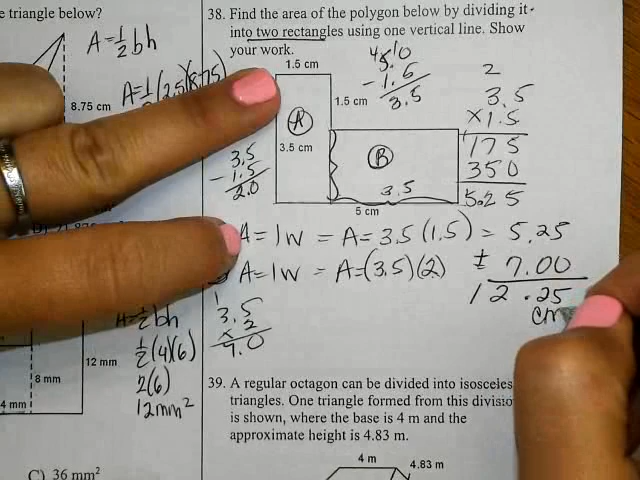 e triangle below?
A = 1/2 bh
8.75 cm
A = 1/2 (2.5)(8.75)
bh
1/2 (4)(6)
2(6)
12mm²
12 mm
8 mm
4 mm
C) 36 mm²
38. Find the area of the polygon below by dividing it
into two rectangles using one vertical line. Show
your work.
1.5 cm
1.5 cm
3.5 cm
5 cm
A
B
3.5
4
5.10
- 1.5
3.5
3.5
- 1.5
2.0
2
3.5
x 1.5
175
350
5.25
A = lw = A = 3.5 (1.5) = 5.25
A = lw = A = (3.5)(2)
+ 7.00
12.25
cm
1
3.5
x 2
7.0
39. A regular octagon can be divided into isosceles
triangles. One triangle formed from this divisio
is shown, where the base is 4 m and the
approximate height is 4.83 m.
4 m
4.83 m